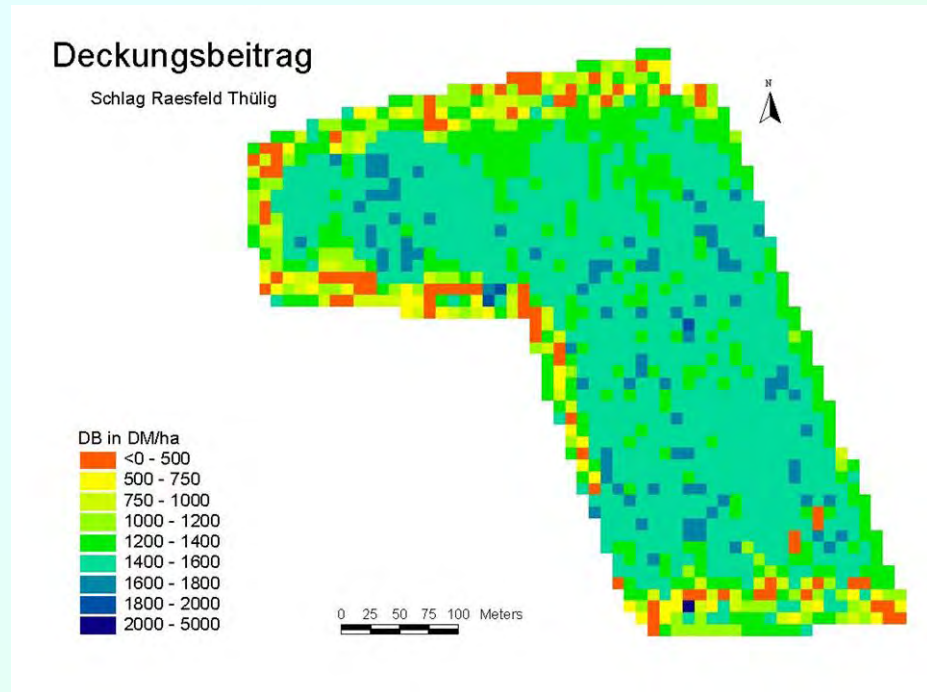 Deckungsbeitrag
Schlag Raesfeld Thülig
N
DB in DM/ha
<0 - 500
500 - 750
750 - 1000
1000 - 1200
1200 - 1400
1400 - 1600
1600 - 1800
1800 - 2000
2000 - 5000
0 25 50 75 100 Meters